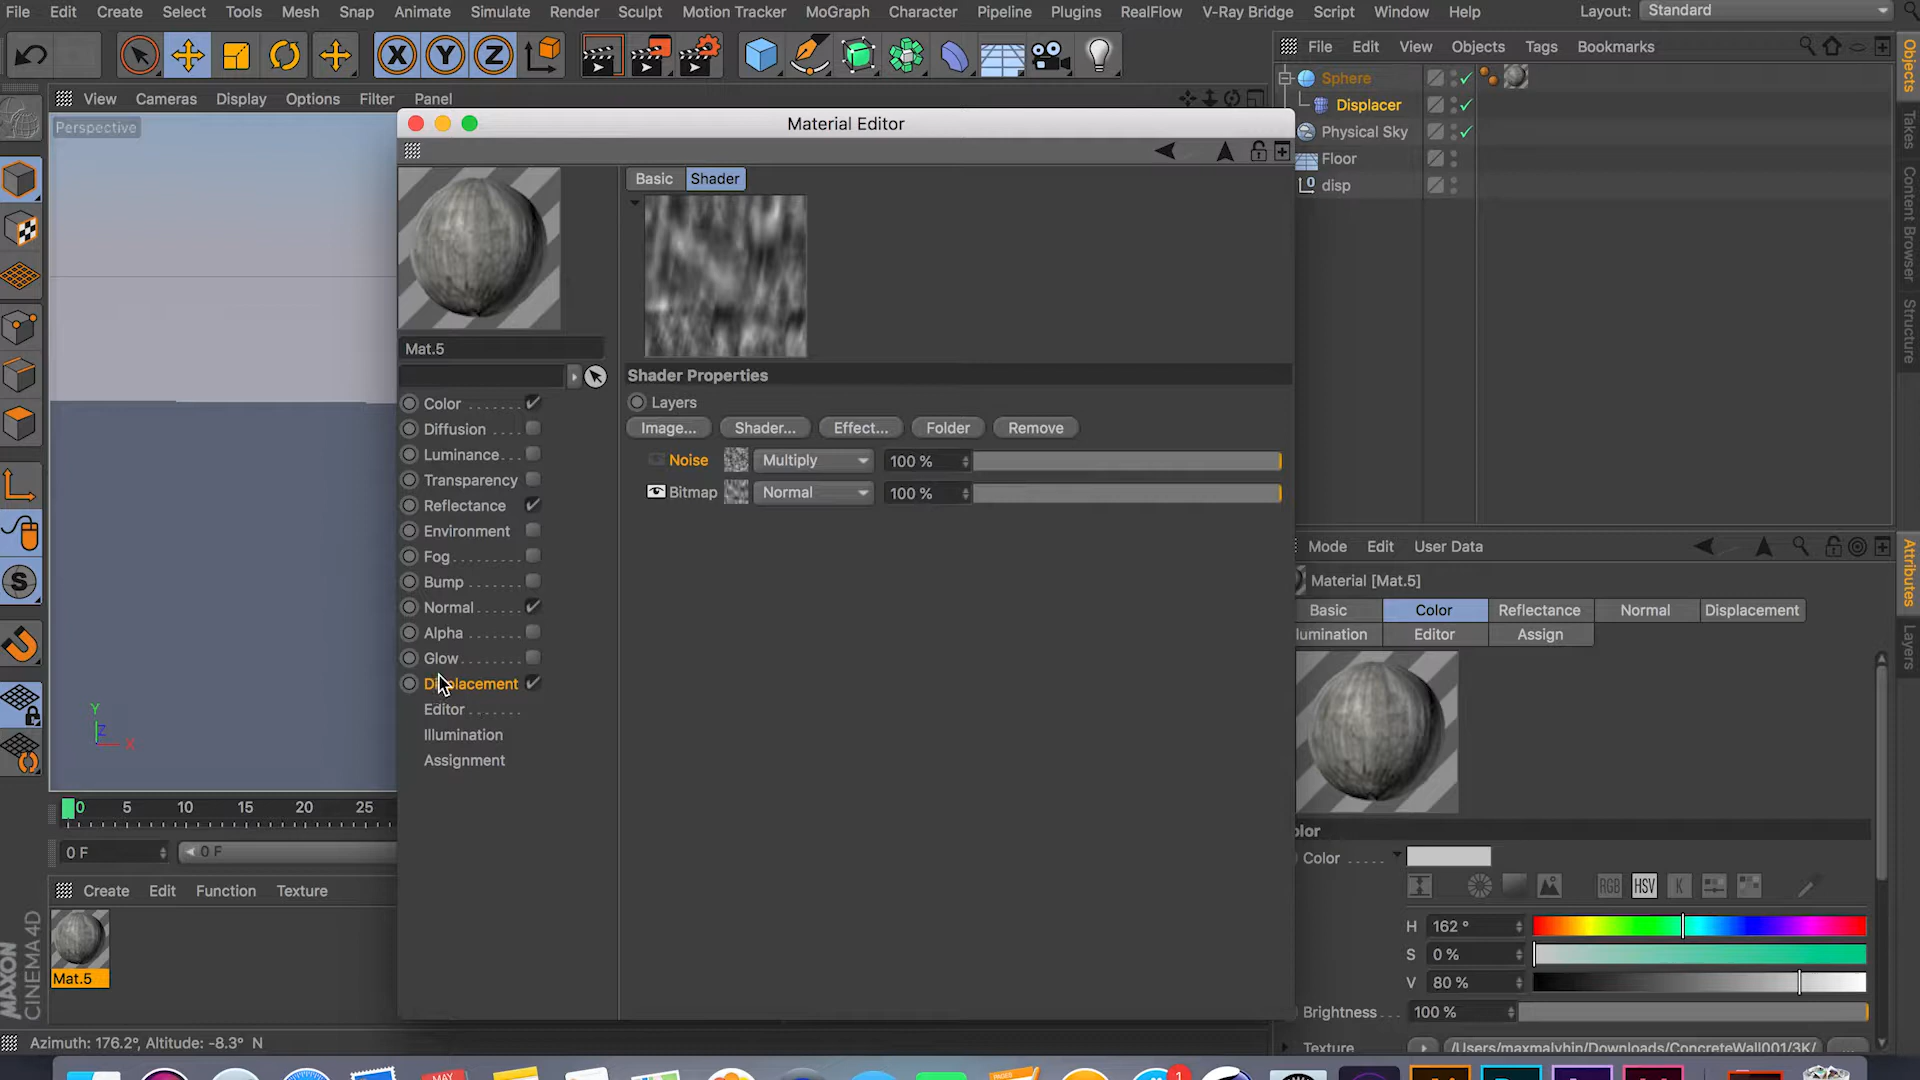 File Edit Create Select Tools Mesh Snap Animate Simulate Render Sculpt Motion Tracker MoGraph Character Pipeline Plugins RealFlow V-Ray Bridge Script Window Help Layout: Standard
X Y Z
File Edit View Objects Tags Bookmarks
View Cameras Display Options Filter Panel
Perspective
Material Editor
Sphere
Displacer
Physical Sky
Floor
0 disp
Objects
Takes
Content Browser
Structure
Basic Shader
Mat.5
Shader Properties
Layers
Image... Shader... Effect... Folder Remove
Noise Multiply 100 %
Bitmap Normal 100 %
Color
Diffusion
Luminance
Transparency
Reflectance
Environment
Fog
Bump
Normal
Alpha
Glow
Displacement
Editor
Illumination
Assignment
S
Y
Z
X
Mode Edit User Data
Material [Mat.5]
Basic Color Reflectance Normal Displacement
lumination Editor Assign
Attributes
Layers
olor
Color
RGB HSV K
H 162 °
S 0 %
V 80 %
Brightness 100 %
Texture /Users/maxmalyhin/Downloads/ConcreteWall001/3K/
0 5 10 15 20 25
0 F 0 F
Create Edit Function Texture
Mat.5
MAXON
CINEMA 4D
Azimuth: 176.2°, Altitude: -8.3° N
MAY
1